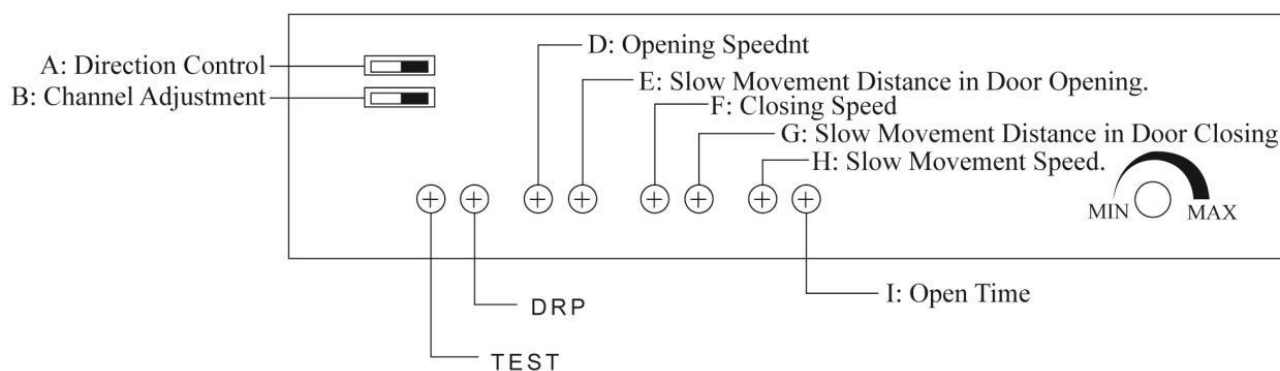 D: Opening Speednt
A: Direction Control
E: Slow Movement Distance in Door Opening.
B: Channel Adjustment
F: Closing Speed
G: Slow Movement Distance in Door Closing
H: Slow Movement Speed.
MIN MAX
I: Open Time
DRP
TEST